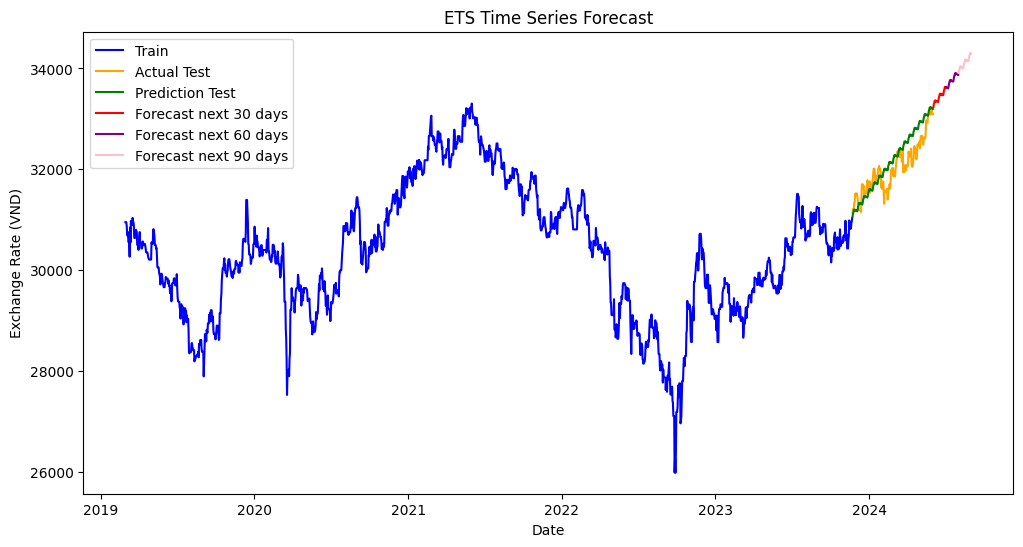 ETS Time Series Forecast
Train
Actual Test
Prediction Test
Forecast next 30 days
Forecast next 60 days
Forecast next 90 days
Exchange Rate (VND)
34000
32000
30000
28000
26000
2019
2020
2021
2022
2023
2024
Date